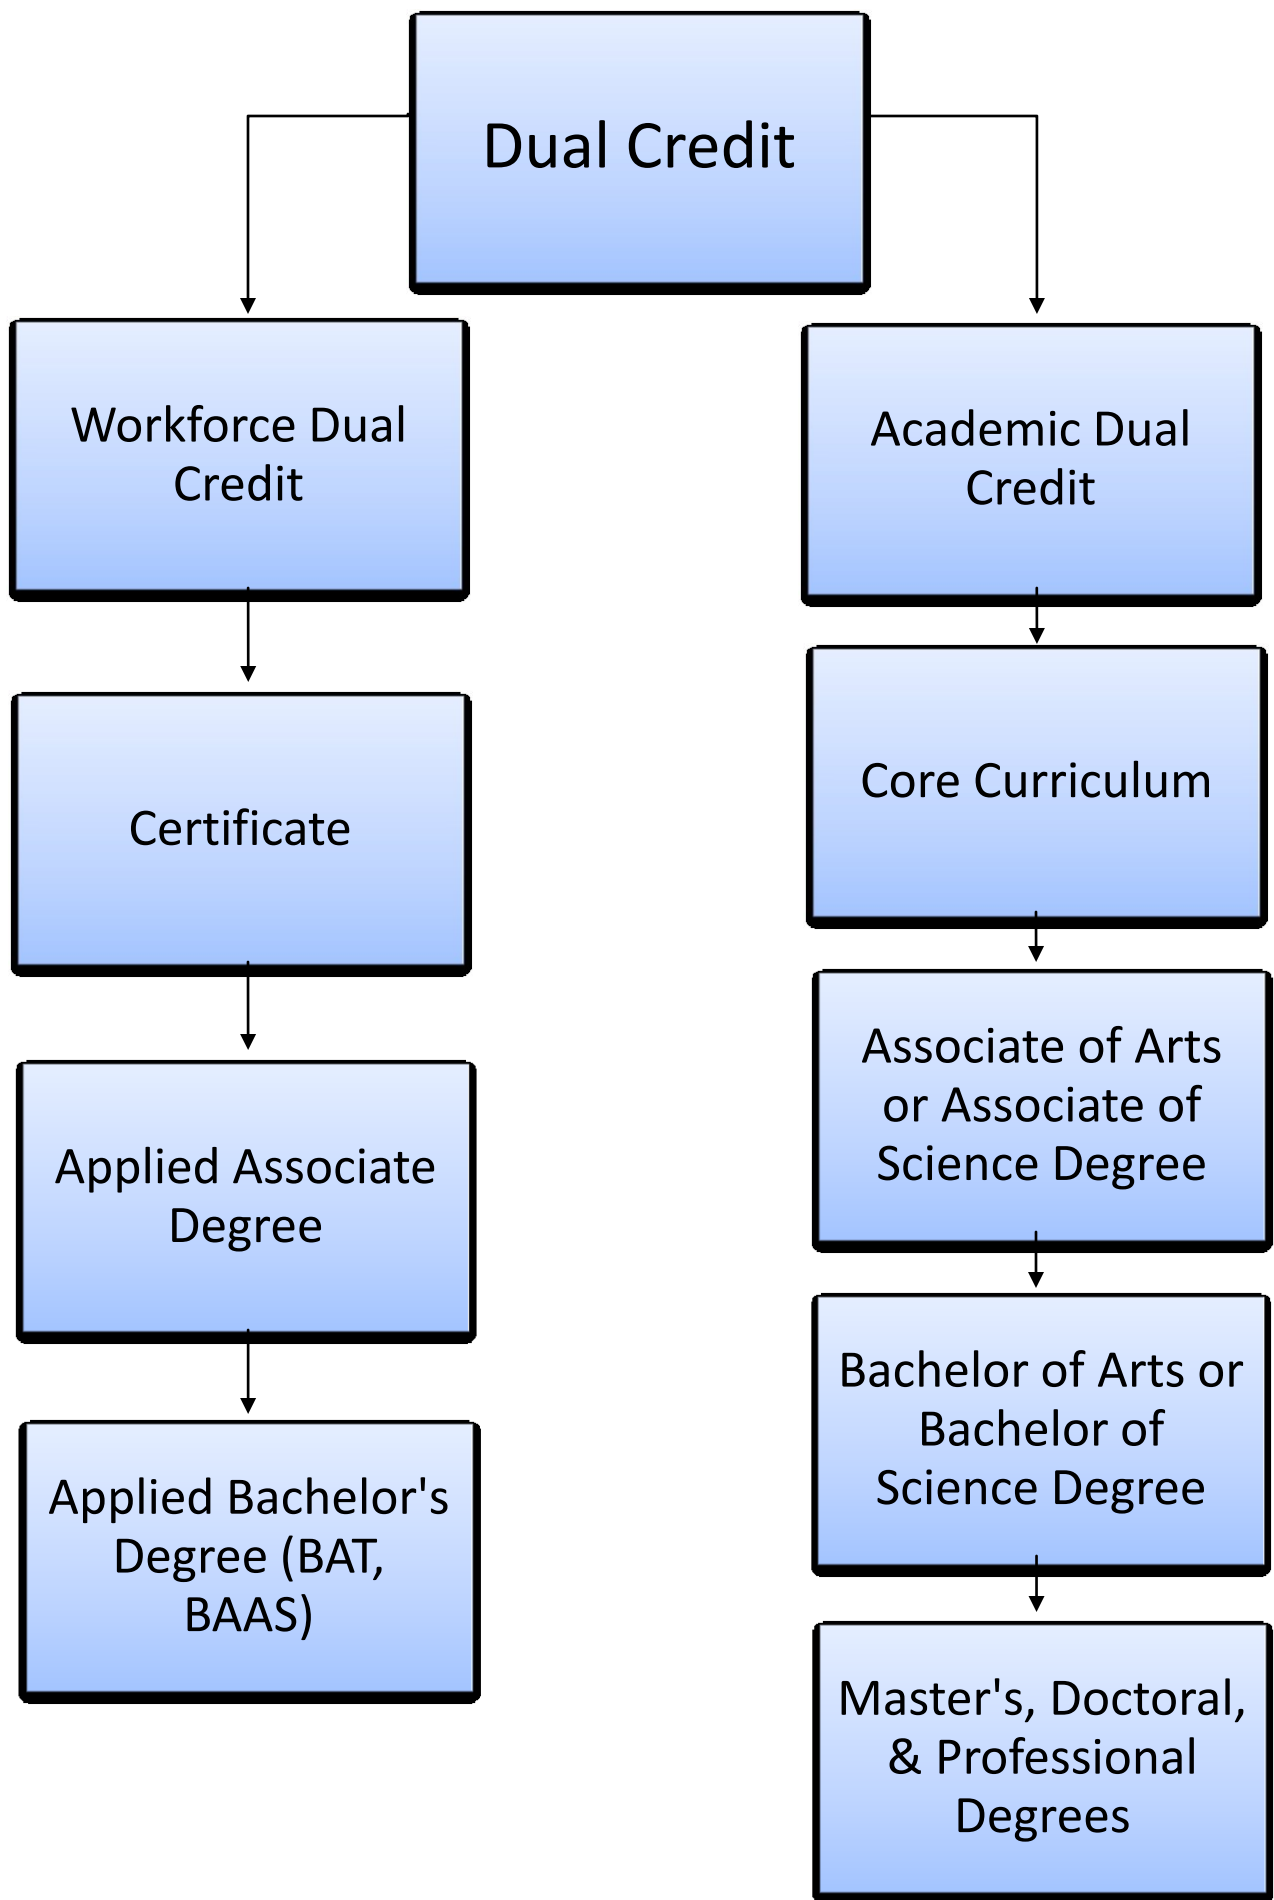 Dual Credit
Workforce Dual
Credit
Certificate
Applied Associate
Degree
Applied Bachelor's
Degree (BAT,
BAAS)
Academic Dual
Credit
Core Curriculum
Associate of Arts
or Associate of
Science Degree
Bachelor of Arts or
Bachelor of
Science Degree
Master's, Doctoral,
& Professional
Degrees